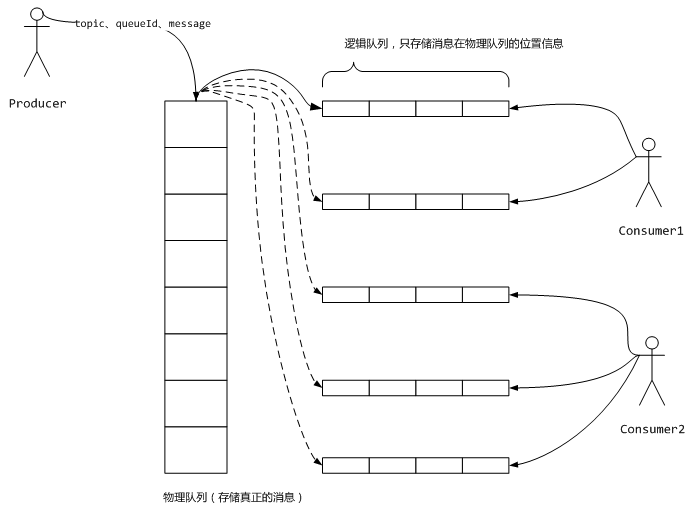 topic、queueId、message
逻辑队列，只存储消息在物理队列的位置信息
Producer
Consumer1
Consumer2
物理队列（存储真正的消息）